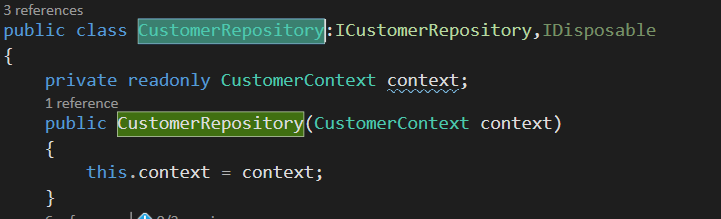 3 references
public class CustomerRepository:ICustomerRepository,IDisposable
{
private readonly CustomerContext context;
1 reference
public CustomerRepository(CustomerContext context)
{
this.context = context;
}